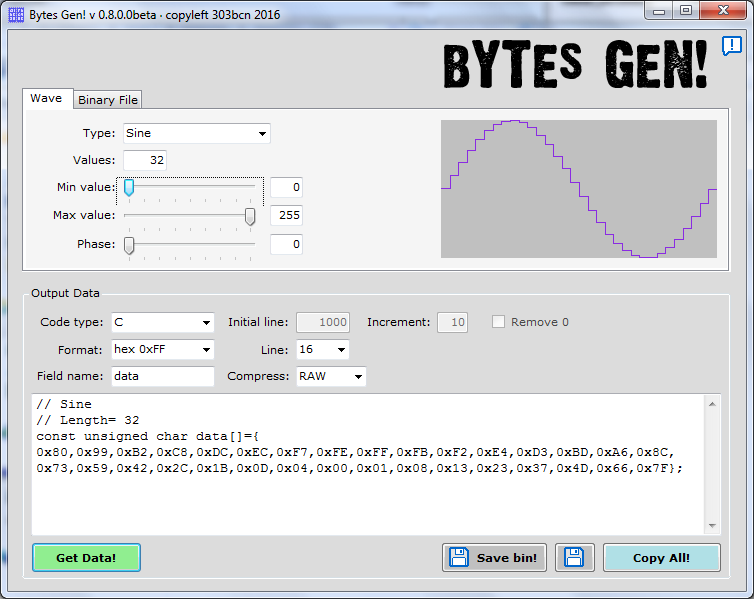 Bytes Gen! v 0.8.0.0beta · copyleft 303bcn 2016
BYTES GEN!
Wave
Binary File
Type: Sine
Values: 32
Min value: 0
Max value: 255
Phase: 0
Output Data
Code type: C Initial line: 1000 Increment: 10 Remove 0
Format: hex 0xFF Line: 16
Field name: data Compress: RAW
// Sine
// Length= 32
const unsigned char data[]={
0x80,0x99,0xB2,0xC8,0xDC,0xEC,0xF7,0xFE,0xFF,0xFB,0xF2,0xE4,0xD3,0xBD,0xA6,0x8C,
0x73,0x59,0x42,0x2C,0x1B,0x0D,0x04,0x00,0x01,0x08,0x13,0x23,0x37,0x4D,0x66,0x7F};
Get Data! Save bin! Copy All!